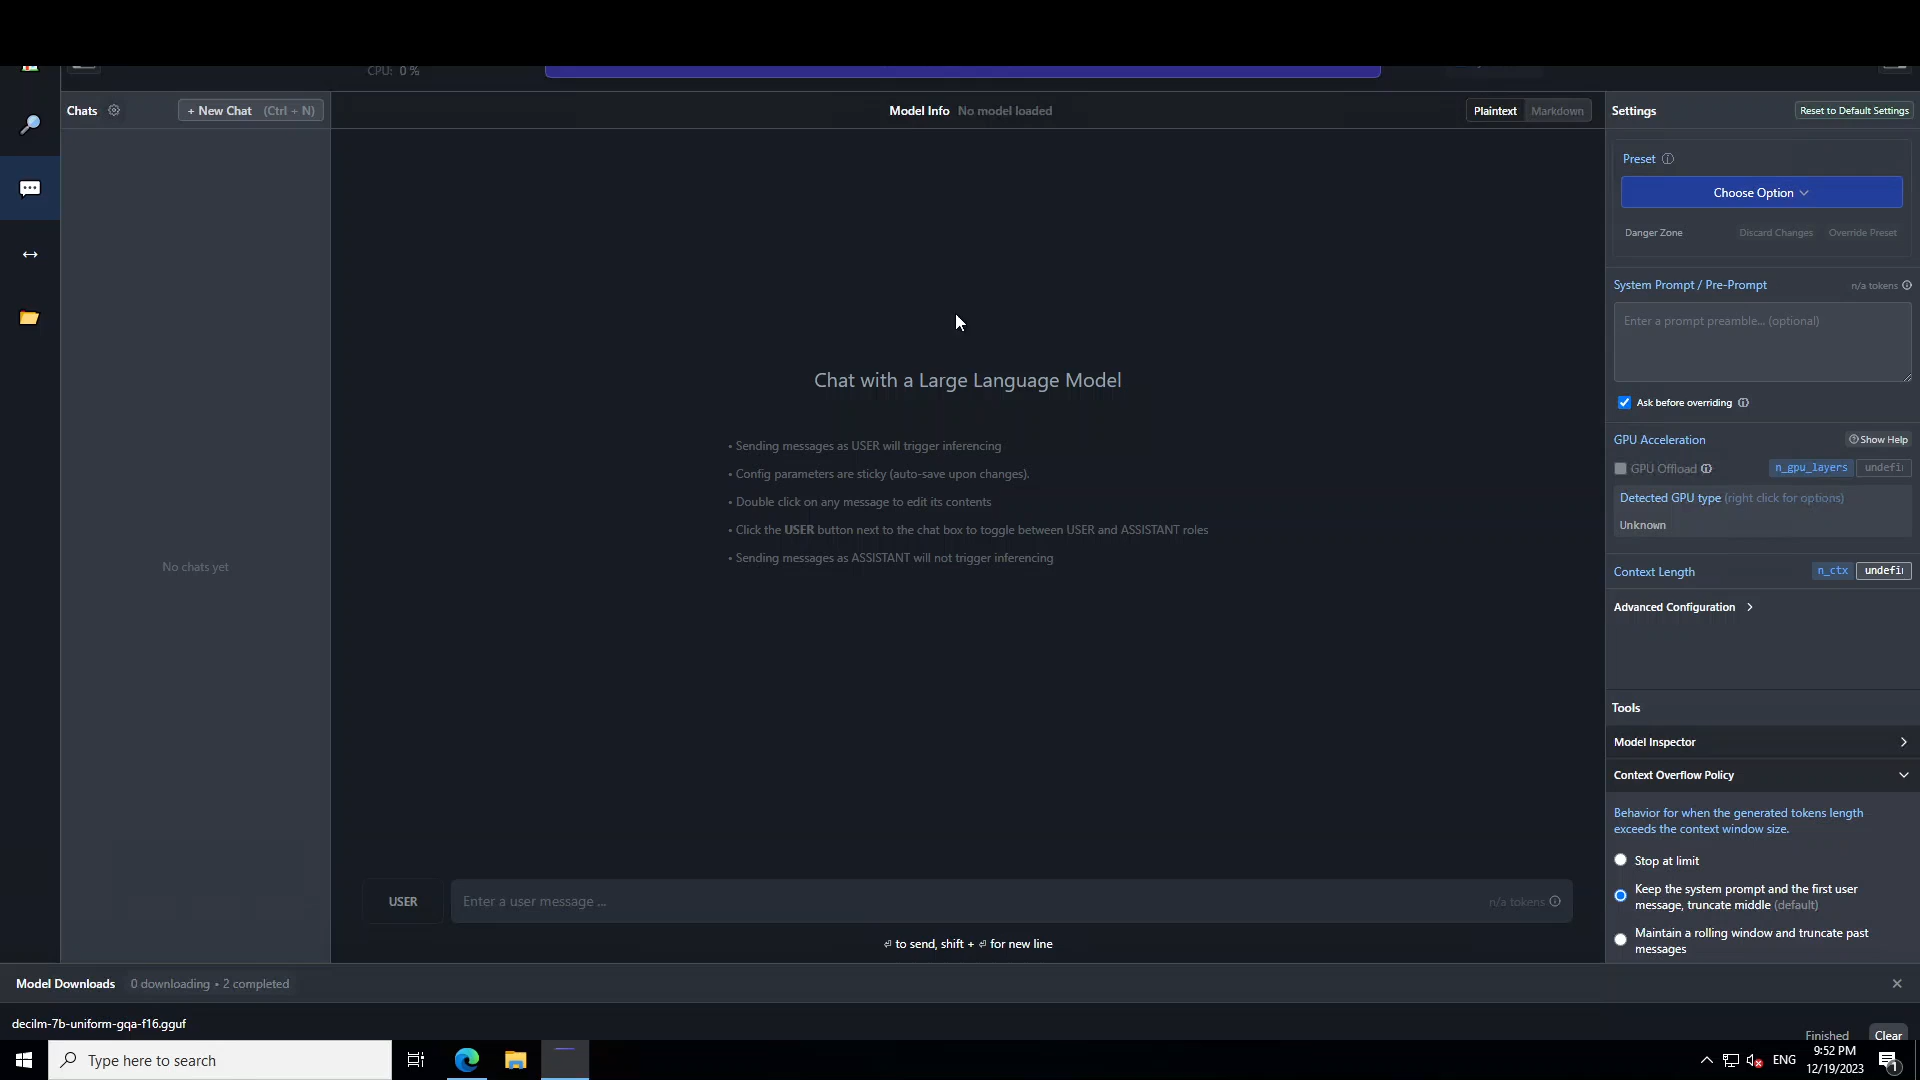 CPU: 0 %
Chats
+ New Chat (Ctrl + N)
Model Info No model loaded
Plaintext Markdown
Settings
Reset to Default Settings
Preset
Choose Option
Danger Zone Discard Changes Override Preset
System Prompt / Pre-Prompt n/a tokens
Enter a prompt preamble... (optional)
Ask before overriding
GPU Acceleration Show Help
GPU Offload n_gpu_layers undefi
Detected GPU type (right click for options)
Unknown
Context Length n_ctx undefi
Advanced Configuration
Chat with a Large Language Model
• Sending messages as USER will trigger inferencing
• Config parameters are sticky (auto-save upon changes).
• Double click on any message to edit its contents
• Click the USER button next to the chat box to toggle between USER and ASSISTANT roles
• Sending messages as ASSISTANT will not trigger inferencing
No chats yet
Tools
Model Inspector
Context Overflow Policy
Behavior for when the generated tokens length
exceeds the context window size.
Stop at limit
Keep the system prompt and the first user
message, truncate middle (default)
Maintain a rolling window and truncate past
messages
USER
Enter a user message ...
n/a tokens
⏎ to send, shift + ⏎ for new line
Model Downloads 0 downloading • 2 completed
decilm-7b-uniform-gqa-f16.gguf
Finished Clear
Type here to search
ENG
9:52 PM
12/19/2023
1